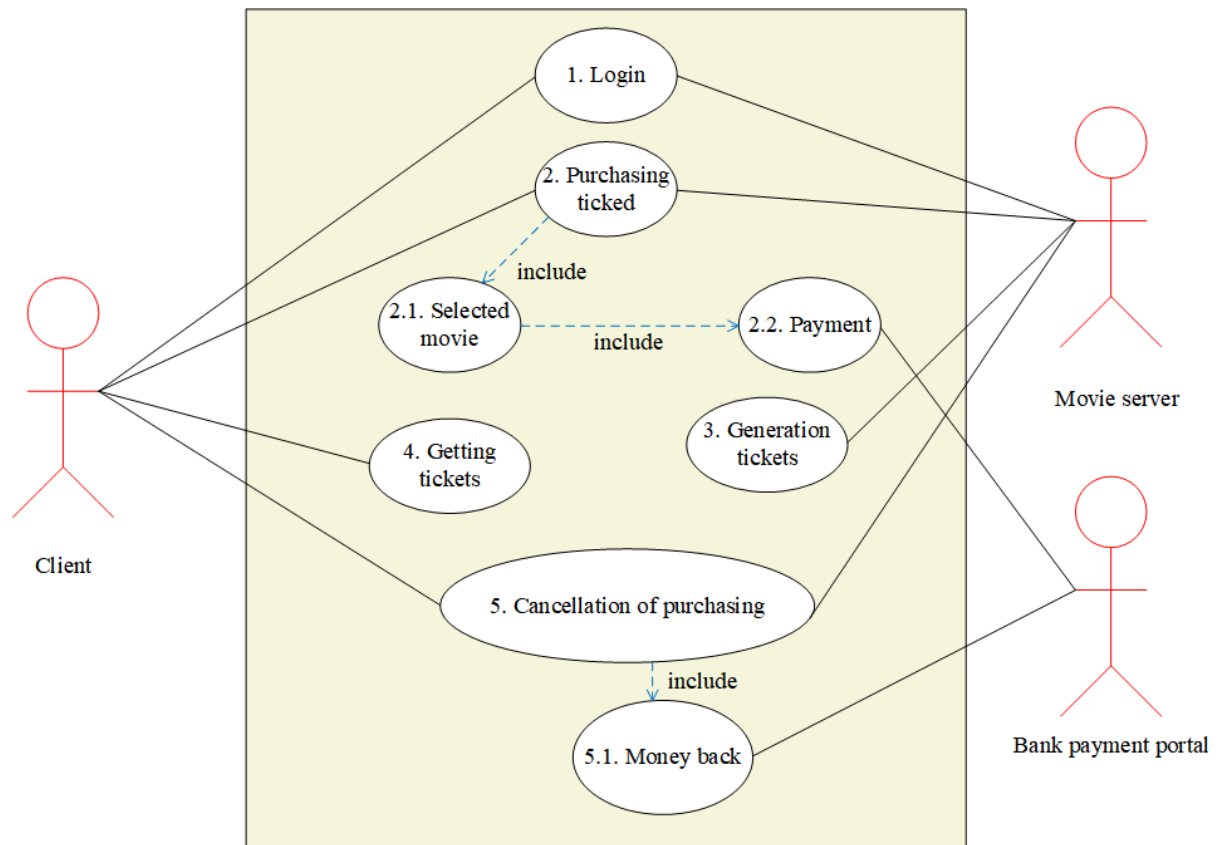 1. Login
2. Purchasing
ticked
include
2.1. Selected
movie
include
2.2. Payment
Movie server
3. Generation
tickets
4. Getting
tickets
Client
5. Cancellation of purchasing
include
5.1. Money back
Bank payment portal